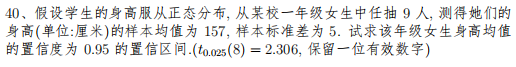 40、假设学生的身高服从正态分布, 从某校一年级女生中任抽 9 人, 测得她们的
身高(单位:厘米)的样本均值为 157, 样本标准差为 5. 试求该年级女生身高均值
的置信度为 0.95 的置信区间.(t₀.₀₂₅(8) = 2.306, 保留一位有效数字)